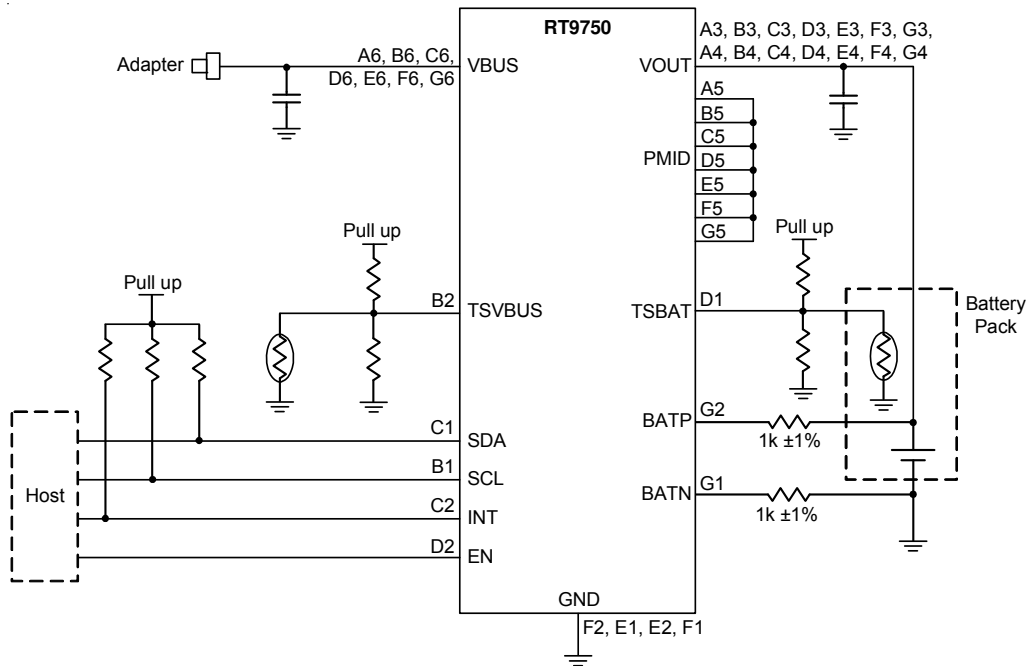 RT9750
Adapter
A6, B6, C6,
D6, E6, F6, G6
VBUS
VOUT
A3, B3, C3, D3, E3, F3, G3,
A4, B4, C4, D4, E4, F4, G4
A5
B5
C5
PMID
D5
E5
F5
G5
Pull up
Pull up
Pull up
B2
TSVBUS
TSBAT
D1
Battery
Pack
C1
SDA
BATP
G2
1k ±1%
B1
SCL
Host
BATN
G1
1k ±1%
C2
INT
D2
EN
GND
F2, E1, E2, F1